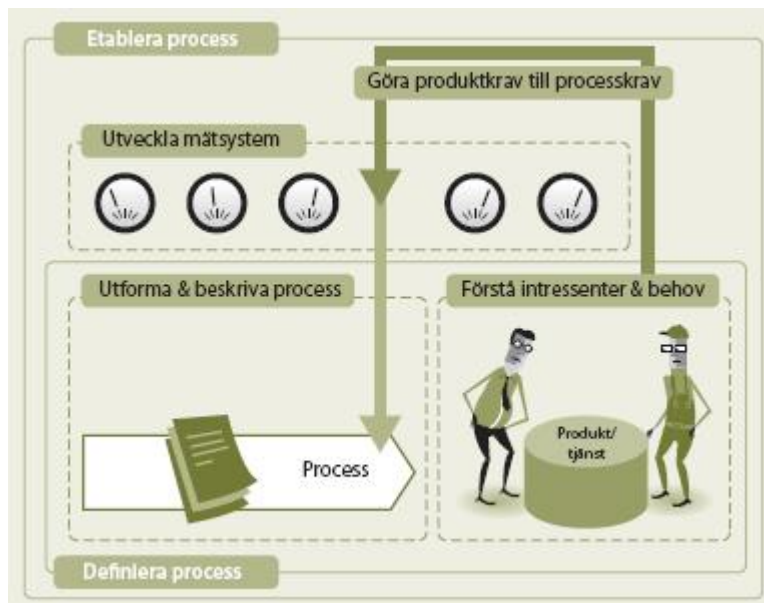 Etablera process
Göra produktkrav till processkrav
Utveckla mätsystem
Utforma & beskriva process
Förstå intressenter & behov
Produkt/
tjänst
Process
Definiera process